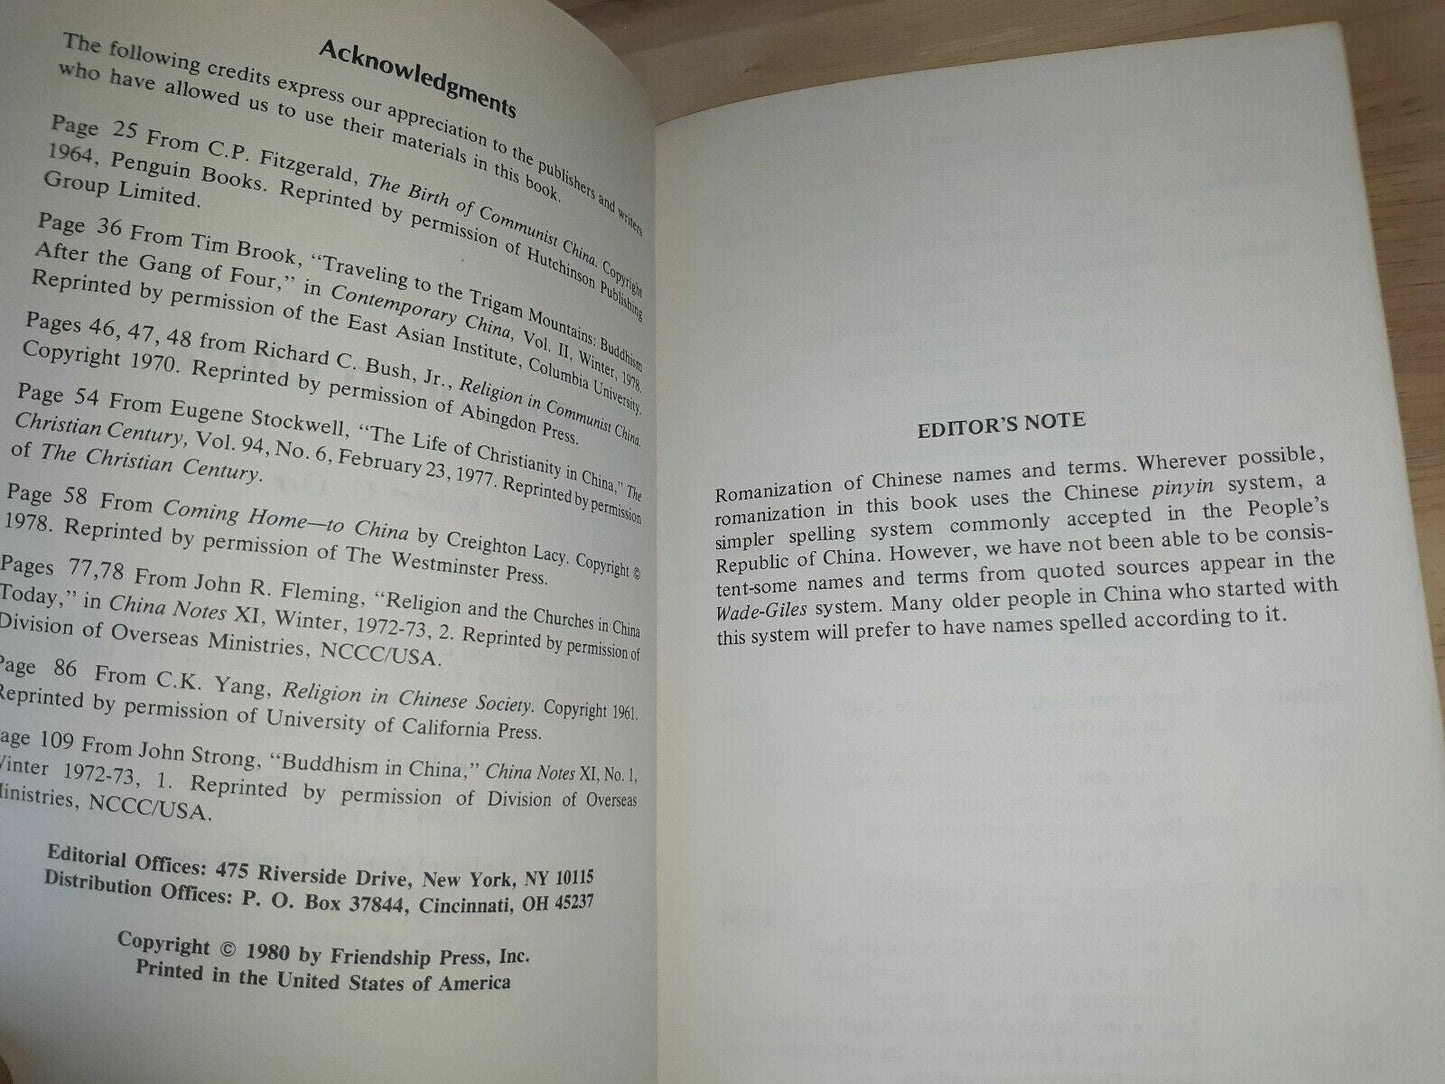 Acknowledgments
The following credits express our appreciation to the publishers and writers
who have allowed us to use their materials in this book.
Page 25 From C.P. Fitzgerald, The Birth of Communist China. Copyright
1964, Penguin Books. Reprinted by permission of Hutchinson Publishing
Group Limited.
Page 36 From Tim Brook, “Traveling to the Trigam Mountains: Buddhism
After the Gang of Four,” in Contemporary China, Vol. II, Winter, 1978.
Reprinted by permission of the East Asian Institute, Columbia University.
Pages 46, 47, 48 from Richard C. Bush, Jr., Religion in Communist China.
Copyright 1970. Reprinted by permission of Abingdon Press.
Page 54 From Eugene Stockwell, “The Life of Christianity in China,” The
Christian Century, Vol. 94, No. 6, February 23, 1977. Reprinted by permission
of The Christian Century.
Page 58 From Coming Home—to China by Creighton Lacy. Copyright ©
1978. Reprinted by permission of The Westminster Press.
Pages 77,78 From John R. Fleming, “Religion and the Churches in China
Today,” in China Notes XI, Winter, 1972-73, 2. Reprinted by permission of
Division of Overseas Ministries, NCCC/USA.
Page 86 From C.K. Yang, Religion in Chinese Society. Copyright 1961.
Reprinted by permission of University of California Press.
age 109 From John Strong, “Buddhism in China,” China Notes XI, No. 1,
Winter 1972-73, 1. Reprinted by permission of Division of Overseas
inistries, NCCC/USA.
Editorial Offices: 475 Riverside Drive, New York, NY 10115
Distribution Offices: P. O. Box 37844, Cincinnati, OH 45237
Copyright © 1980 by Friendship Press, Inc.
Printed in the United States of America
EDITOR'S NOTE
Romanization of Chinese names and terms. Wherever possible,
romanization in this book uses the Chinese pinyin system, a
simpler spelling system commonly accepted in the People's
Republic of China. However, we have not been able to be consis-
tent-some names and terms from quoted sources appear in the
Wade-Giles system. Many older people in China who started with
this system will prefer to have names spelled according to it.